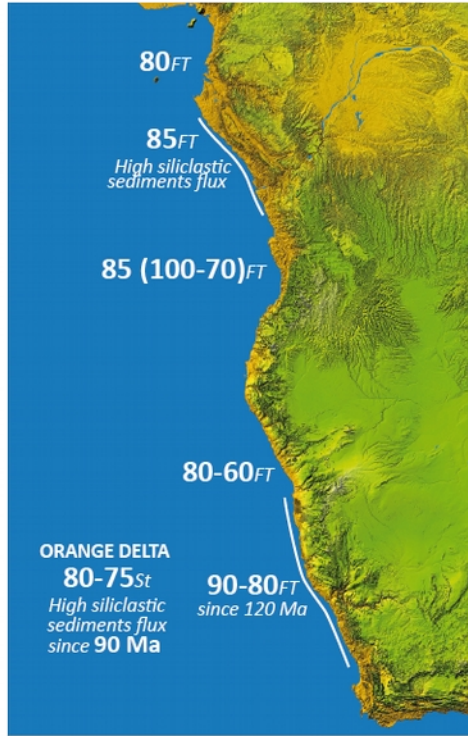 80FT
85FT
High siliclastic
sediments flux
85 (100-70)FT
80-60FT
ORANGE DELTA
80-75St
High siliclastic
sediments flux
since 90 Ma
90-80FT
since 120 Ma